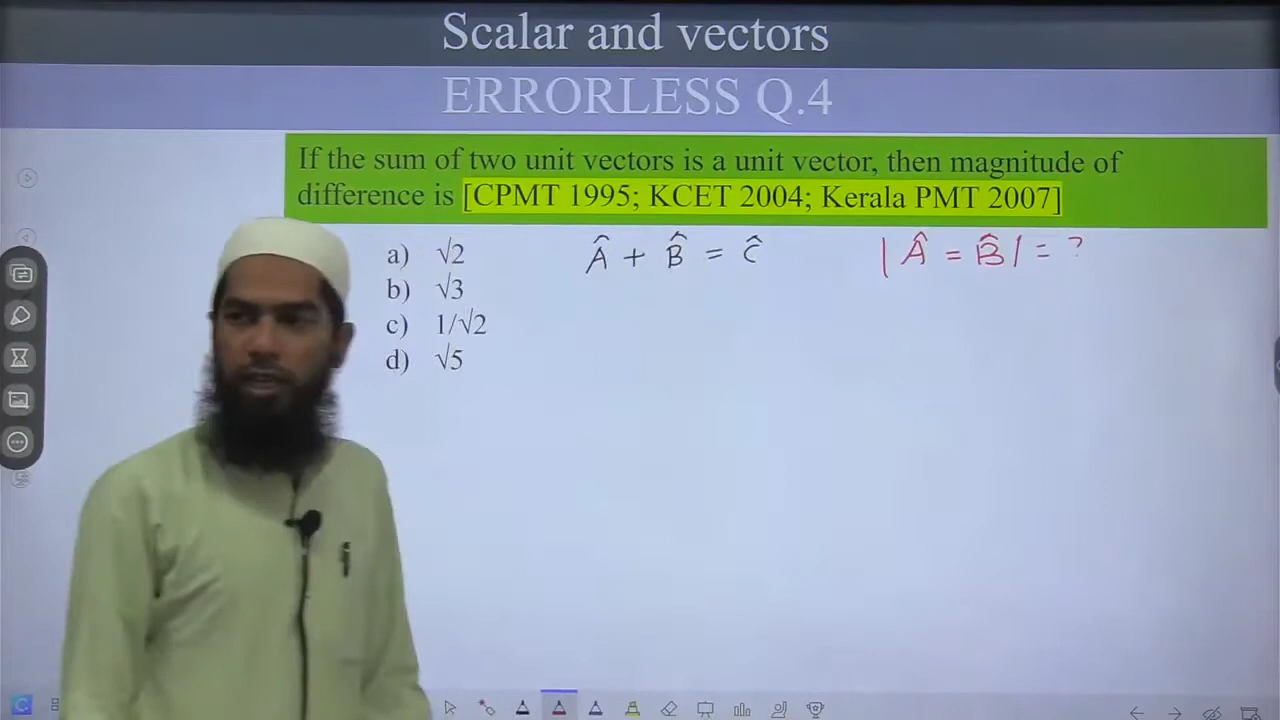 Scalar and vectors
ERRORLESS Q.4
If the sum of two unit vectors is a unit vector, then magnitude of
difference is [CPMT 1995; KCET 2004; Kerala PMT 2007]
a) √2
b) √3
c) 1/√2
d) √5
Â + B̂ = Ĉ
| Â = B̂ | = ?